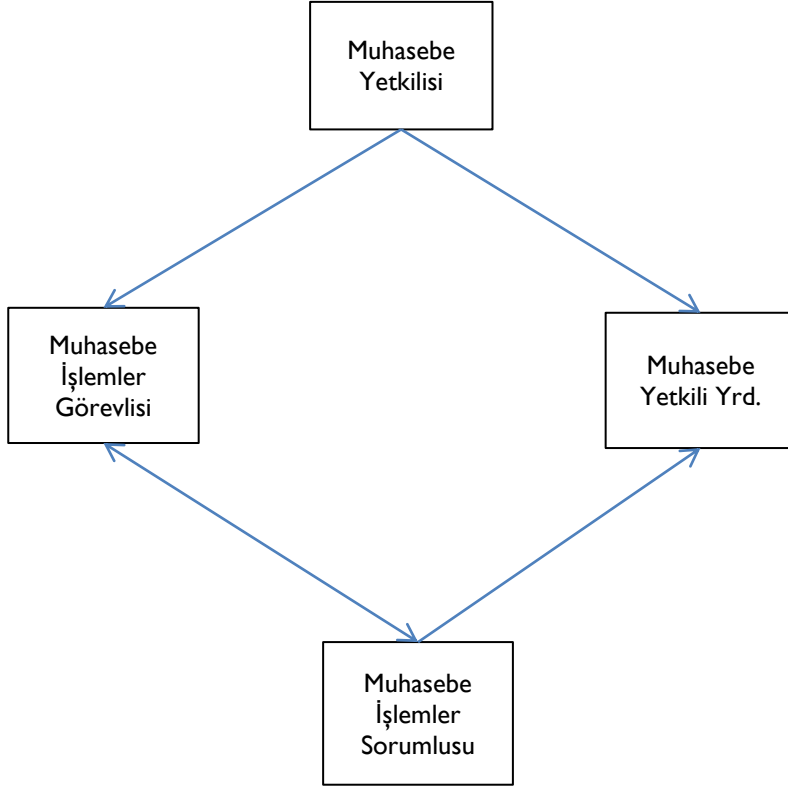 Muhasebe
Yetkilisi
Muhasebe
İşlemler
Görevlisi
Muhasebe
Yetkili Yrd.
Muhasebe
İşlemler
Sorumlusu